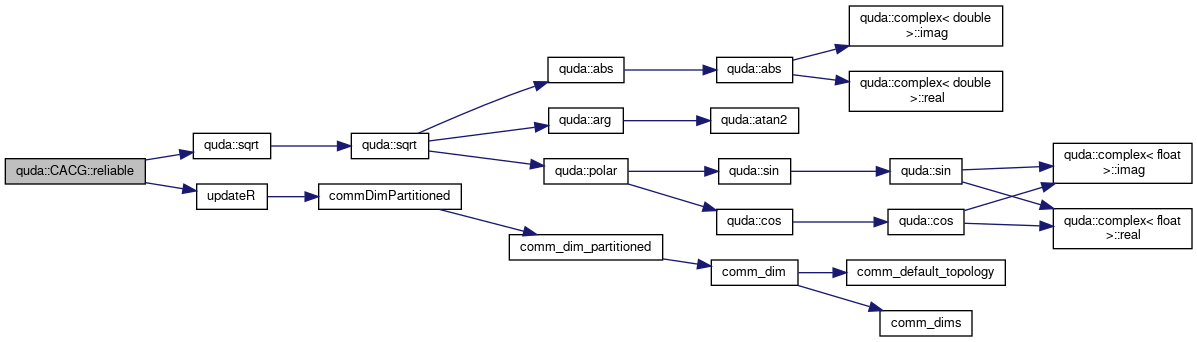 quda::CACG::reliable
quda::sqrt
updateR
quda::sqrt
commDimPartitioned
quda::abs
quda::arg
quda::polar
comm_dim_partitioned
quda::abs
quda::atan2
quda::sin
quda::cos
comm_dim
quda::complex< double
>::imag
quda::complex< double
>::real
quda::sin
quda::cos
comm_default_topology
comm_dims
quda::complex< float
>::imag
quda::complex< float
>::real